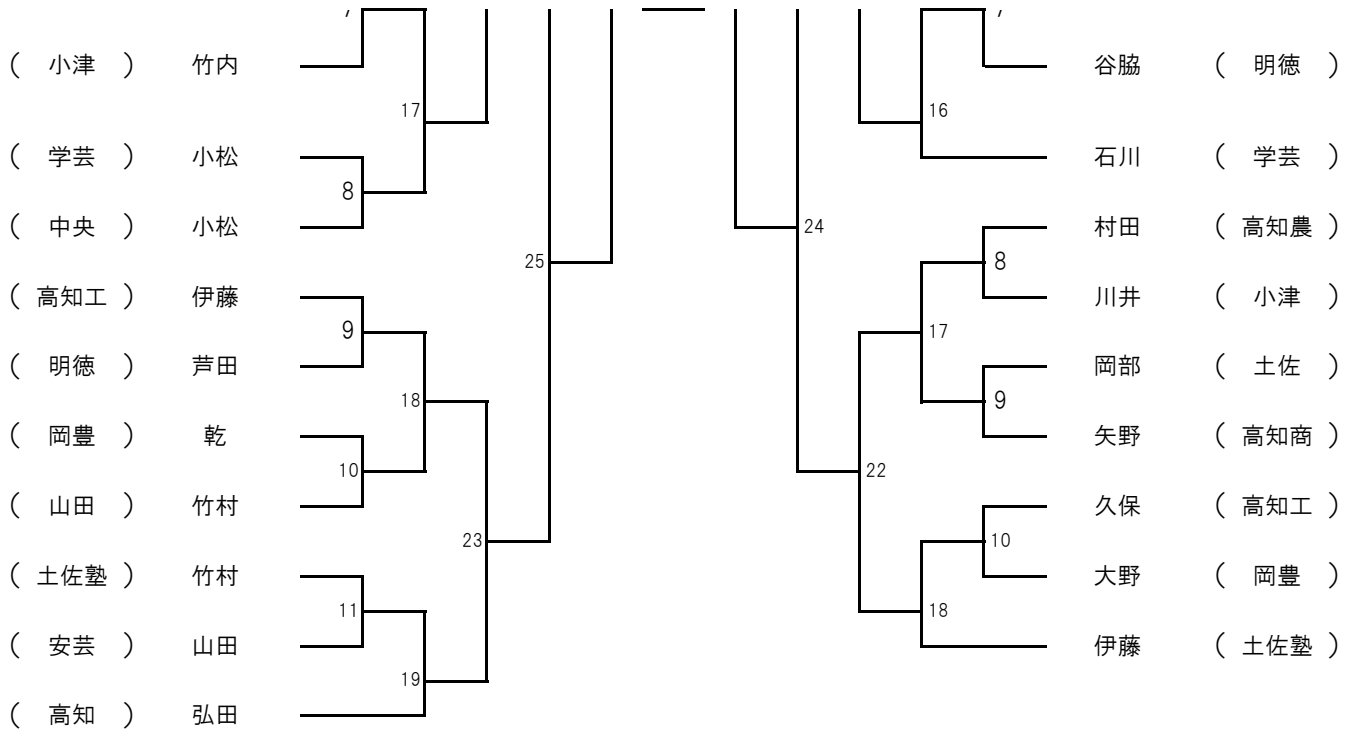 7 7
( 小津 ) 竹内 谷脇 ( 明徳 )
17 16
( 学芸 ) 小松 石川 ( 学芸 )
8
( 中央 ) 小松 24 村田 ( 高知農 )
25 8
( 高知工 ) 伊藤 川井 ( 小津 )
9 17
( 明徳 ) 芦田 岡部 ( 土佐 )
18 9
( 岡豊 ) 乾 矢野 ( 高知商 )
10 22
( 山田 ) 竹村 久保 ( 高知工 )
23 10
( 土佐塾 ) 竹村 大野 ( 岡豊 )
11 18
( 安芸 ) 山田 伊藤 ( 土佐塾 )
19
( 高知 ) 弘田